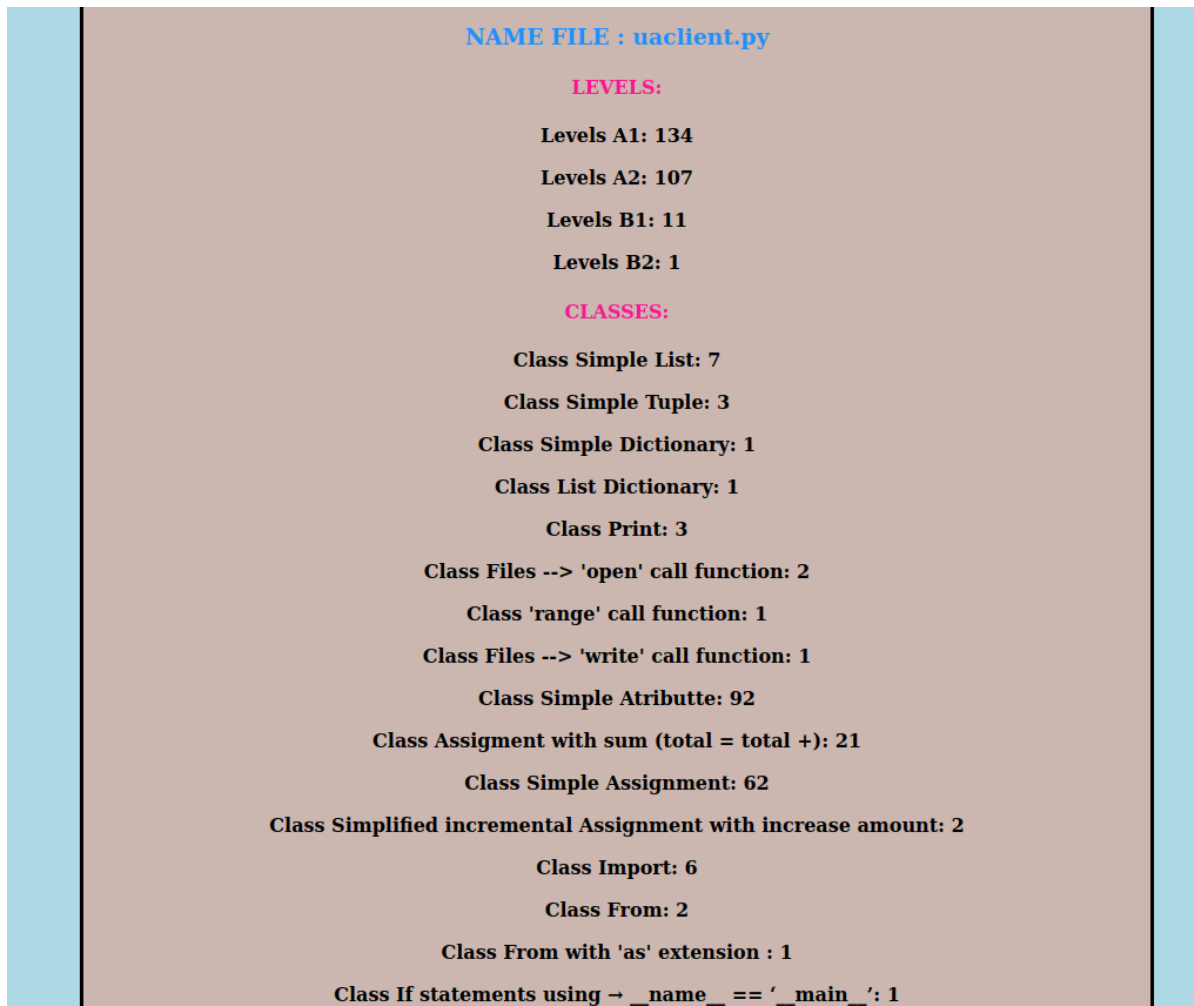 NAME FILE : uaclient.py
LEVELS:
Levels A1: 134
Levels A2: 107
Levels B1: 11
Levels B2: 1
CLASSES:
Class Simple List: 7
Class Simple Tuple: 3
Class Simple Dictionary: 1
Class List Dictionary: 1
Class Print: 3
Class Files --> 'open' call function: 2
Class 'range' call function: 1
Class Files --> 'write' call function: 1
Class Simple Atributte: 92
Class Assigment with sum (total = total +): 21
Class Simple Assignment: 62
Class Simplified incremental Assignment with increase amount: 2
Class Import: 6
Class From: 2
Class From with 'as' extension : 1
Class If statements using → __name__ == ‘__main__’: 1